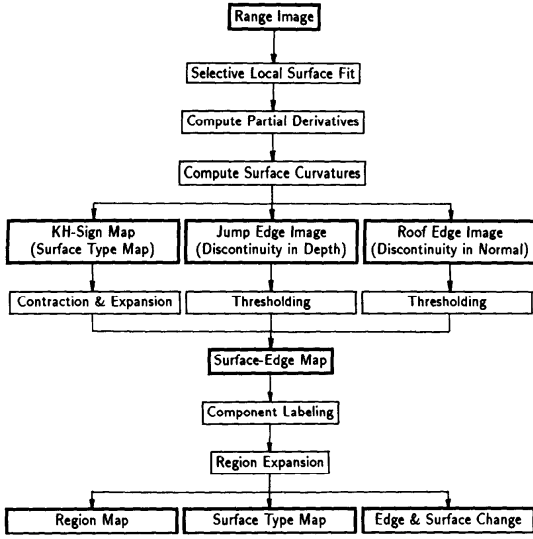 Range Image
Selective Local Surface Fit
Compute Partial Derivatives
Compute Surface Curvatures
KH-Sign Map
(Surface Type Map)
Jump Edge Image
(Discontinuity in Depth)
Roof Edge Image
(Discontinuity in Normal)
Contraction & Expansion
Thresholding
Thresholding
Surface-Edge Map
Component Labeling
Region Expansion
Region Map
Surface Type Map
Edge & Surface Change